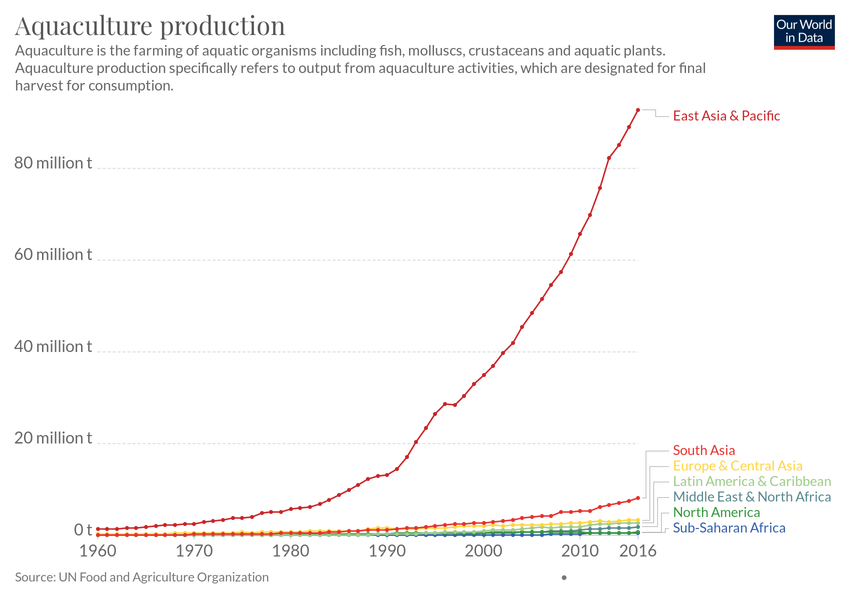 Aquaculture production
Our World
in Data
Aquaculture is the farming of aquatic organisms including fish, molluscs, crustaceans and aquatic plants.
Aquaculture production specifically refers to output from aquaculture activities, which are designated for final
harvest for consumption.
East Asia & Pacific
80 million t
60 million t
40 million t
20 million t
South Asia
Europe & Central Asia
Latin America & Caribbean
Middle East & North Africa
North America
Sub-Saharan Africa
0 t
1960 1970 1980 1990 2000 2010 2016
Source: UN Food and Agriculture Organization